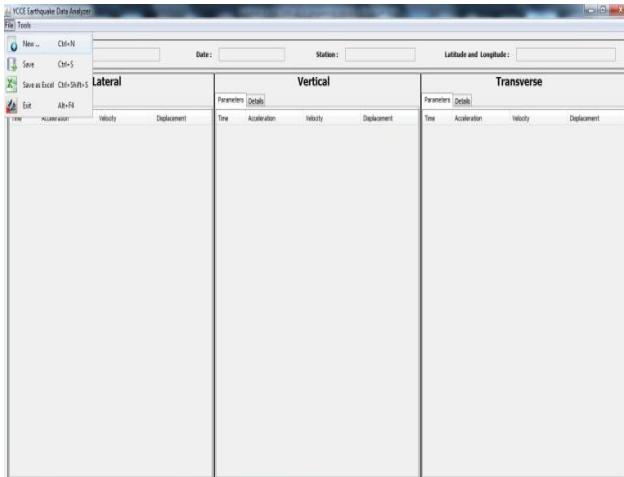 YCCE Earthquake Data Analyzer
File Tools
New .. Ctrl+N
Save Ctrl+S
Save as Excel Ctrl+Shift+S
Exit Alt+F4
Date : Station : Latitude and Longitude :
Lateral Vertical Transverse
Parameters Details Parameters Details
Time Acceleration Velocity Displacement Time Acceleration Velocity Displacement Time Acceleration Velocity Displacement